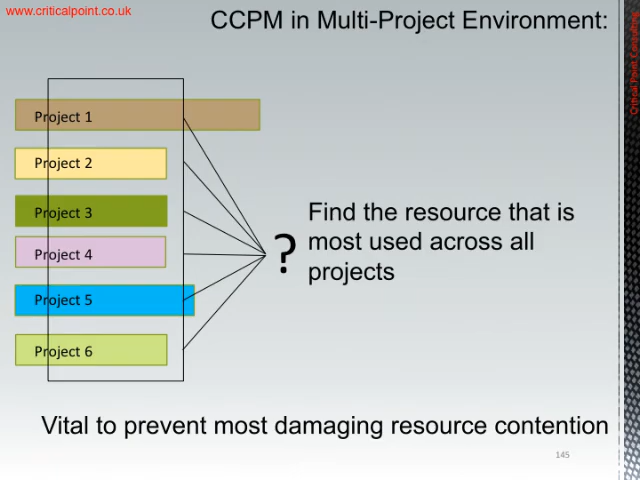 www.criticalpoint.co.uk
CCPM in Multi-Project Environment:
Critical Point Consulting
Project 1
Project 2
Project 3
Project 4
Project 5
Project 6
?
Find the resource that is
most used across all
projects
Vital to prevent most damaging resource contention
145